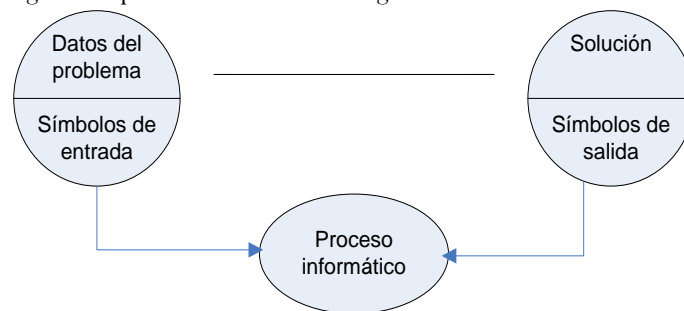 Datos del
problema
Símbolos de
entrada
Solución
Símbolos de
salida
Proceso
informático